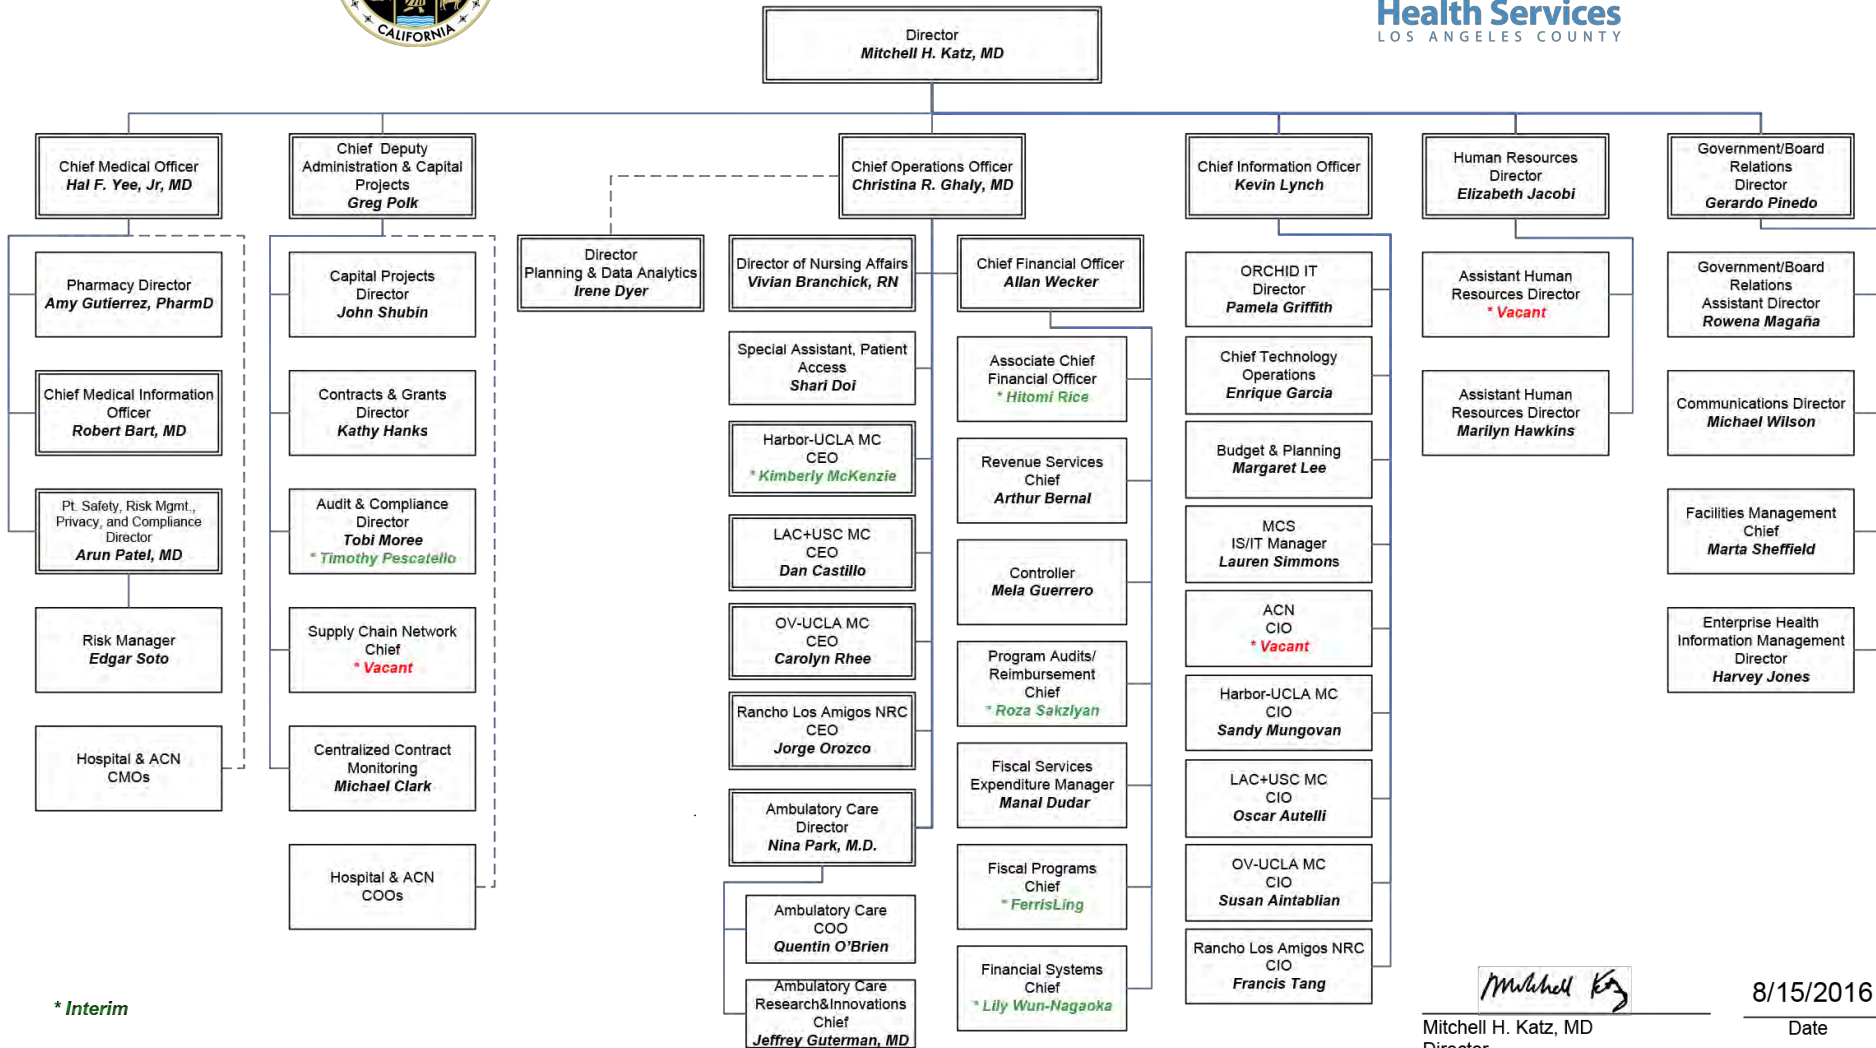 CALIFORNIA
Health Services
LOS ANGELES COUNTY
Director
Mitchell H. Katz, MD
Chief Medical Officer
Hal F. Yee, Jr, MD
Chief Deputy
Administration & Capital
Projects
Greg Polk
Chief Operations Officer
Christina R. Ghaly, MD
Chief Information Officer
Kevin Lynch
Human Resources
Director
Elizabeth Jacobi
Government/Board
Relations
Director
Gerardo Pinedo
Pharmacy Director
Amy Gutierrez, PharmD
Chief Medical Information
Officer
Robert Bart, MD
Pt. Safety, Risk Mgmt.,
Privacy, and Compliance
Director
Arun Patel, MD
Risk Manager
Edgar Soto
Hospital & ACN
CMOs
Capital Projects
Director
John Shubin
Contracts & Grants
Director
Kathy Hanks
Audit & Compliance
Director
Tobi Moree
* Timothy Pescatello
Supply Chain Network
Chief
* Vacant
Centralized Contract
Monitoring
Michael Clark
Hospital & ACN
COOs
Director
Planning & Data Analytics
Irene Dyer
Director of Nursing Affairs
Vivian Branchick, RN
Special Assistant, Patient
Access
Shari Doi
Harbor-UCLA MC
CEO
* Kimberly McKenzie
LAC+USC MC
CEO
Dan Castillo
OV-UCLA MC
CEO
Carolyn Rhee
Rancho Los Amigos NRC
CEO
Jorge Orozco
Ambulatory Care
Director
Nina Park, M.D.
Ambulatory Care
COO
Quentin O'Brien
Ambulatory Care
Research&Innovations
Chief
Jeffrey Guterman, MD
Chief Financial Officer
Allan Wecker
Associate Chief
Financial Officer
* Hitomi Rice
Revenue Services
Chief
Arthur Bernal
Controller
Mela Guerrero
Program Audits/
Reimbursement
Chief
* Roza Sakzlyan
Fiscal Services
Expenditure Manager
Manal Dudar
Fiscal Programs
Chief
* FerrisLing
Financial Systems
Chief
* Lily Wun-Nagaoka
ORCHID IT
Director
Pamela Griffith
Chief Technology
Operations
Enrique Garcia
Budget & Planning
Margaret Lee
MCS
IS/IT Manager
Lauren Simmons
ACN
CIO
* Vacant
Harbor-UCLA MC
CIO
Sandy Mungovan
LAC+USC MC
CIO
Oscar Autelli
OV-UCLA MC
CIO
Susan Aintablian
Rancho Los Amigos NRC
CIO
Francis Tang
Assistant Human
Resources Director
* Vacant
Assistant Human
Resources Director
Marilyn Hawkins
Government/Board
Relations
Assistant Director
Rowena Magaña
Communications Director
Michael Wilson
Facilities Management
Chief
Marta Sheffield
Enterprise Health
Information Management
Director
Harvey Jones
* Interim
Mitchell Katz
8/15/2016
Mitchell H. Katz, MD
Date
Director